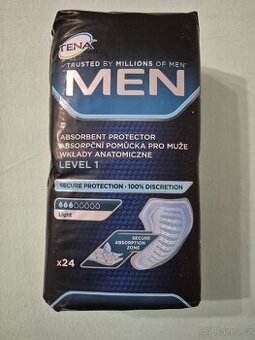 TENA
TRUSTED BY MILLIONS OF MEN
MEN
ABSORBENT PROTECTOR
ABSORPČNÍ POMŮCKA PRO MUŽE
WKŁADY ANATOMICZNE
LEVEL 1
SECURE PROTECTION - 100% DISCRETION
Light
SECURE
ABSORPTION
ZONE
x24